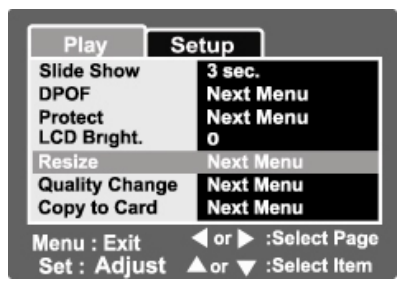 Play Setup
Slide Show 3 sec.
DPOF Next Menu
Protect Next Menu
LCD Bright. 0
Resize Next Menu
Quality Change Next Menu
Copy to Card Next Menu
Menu : Exit ◀ or ▶ :Select Page
Set : Adjust ▲ or ▼ :Select Item